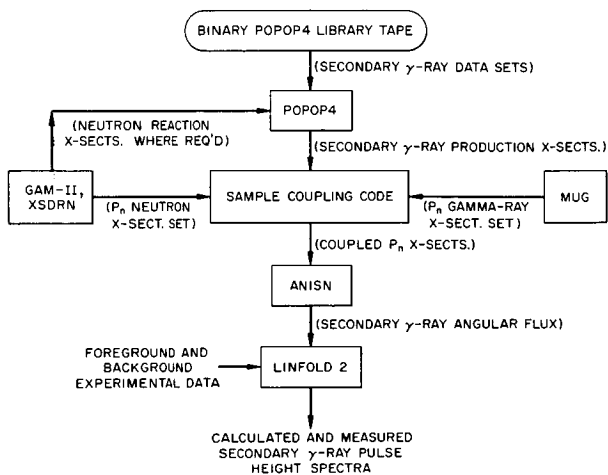 BINARY POPOP4 LIBRARY TAPE
(SECONDARY γ-RAY DATA SETS)
POPOP4
(NEUTRON REACTION
X-SECTS. WHERE REQ'D)
(SECONDARY γ-RAY PRODUCTION X-SECTS.)
GAM-II,
XSDRN
(Pn NEUTRON
X-SECT. SET)
SAMPLE COUPLING CODE
(Pn GAMMA-RAY
X-SECT. SET)
MUG
(COUPLED Pn X-SECTS.)
ANISN
(SECONDARY γ-RAY ANGULAR FLUX)
FOREGROUND AND
BACKGROUND
EXPERIMENTAL DATA
LINFOLD 2
CALCULATED AND MEASURED
SECONDARY γ-RAY PULSE
HEIGHT SPECTRA